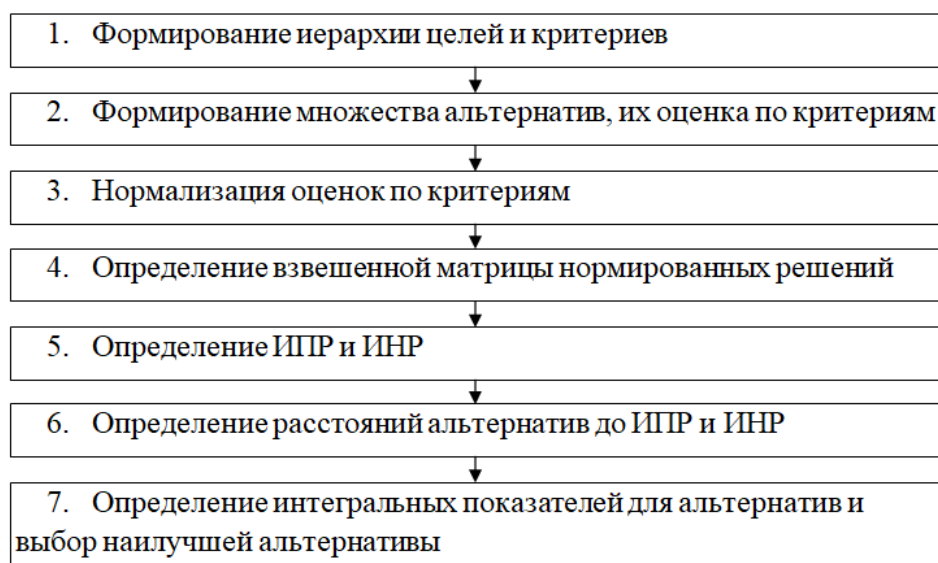 1. Формирование иерархии целей и критериев
2. Формирование множества альтернатив, их оценка по критериям
3. Нормализация оценок по критериям
4. Определение взвешенной матрицы нормированных решений
5. Определение ИПР и ИНР
6. Определение расстояний альтернатив до ИПР и ИНР
7. Определение интегральных показателей для альтернатив и
выбор наилучшей альтернативы